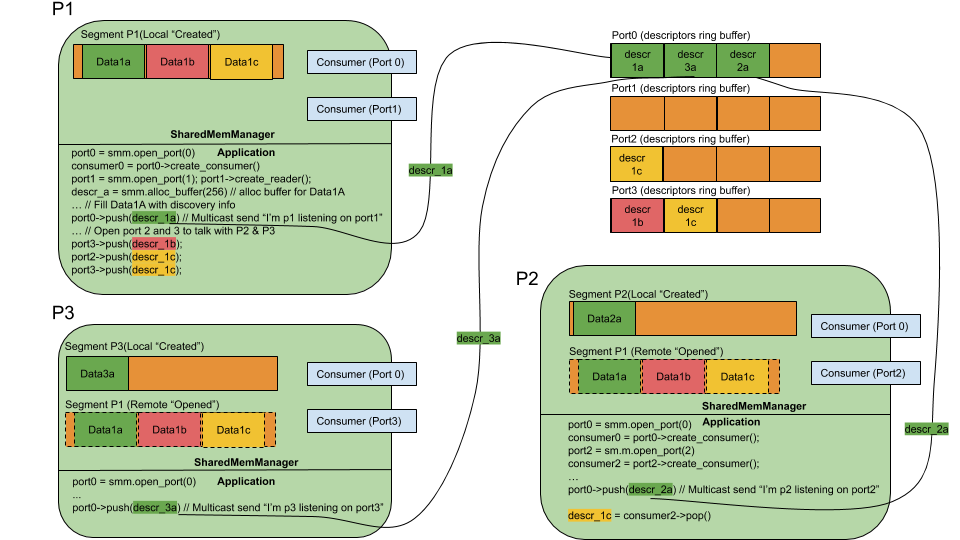 P1
Segment P1(Local “Created”)
Data1a
Data1b
Data1c
Consumer (Port 0)
Consumer (Port1)
SharedMemManager
Application
port0 = smm.open_port(0)
consumer0 = port0->create_consumer()
port1 = smm.open_port(1); port1->create_reader();
descr_a = smm.alloc_buffer(256) // alloc buffer for Data1A
… // Fill Data1A with discovery info
port0->push(descr_1a) // Multicast send “I’m p1 listening on port1”
… // Open port 2 and 3 to talk with P2 & P3
port3->push(descr_1b);
port2->push(descr_1c);
port3->push(descr_1c);
descr_1a
Port0 (descriptors ring buffer)
descr
1a
descr
3a
descr
2a
Port1 (descriptors ring buffer)
Port2 (descriptors ring buffer)
descr
1c
Port3 (descriptors ring buffer)
descr
1b
descr
1c
P3
Segment P3(Local “Created”)
Data3a
Segment P1 (Remote “Opened”)
Data1a
Data1b
Data1c
Consumer (Port 0)
Consumer (Port3)
SharedMemManager
Application
port0 = smm.open_port(0)
...
port0->push(descr_3a) // Multicast send “I’m p3 listening on port3”
descr_3a
P2
Segment P2(Local “Created”)
Data2a
Segment P1 (Remote “Opened”)
Data1a
Data1b
Data1c
Consumer (Port 0)
Consumer (Port2)
SharedMemManager
Application
port0 = smm.open_port(0)
consumer0 = port0->create_consumer();
port2 = sm.m.open_port(2)
consumer2 = port2->create_consumer();
…
port0->push(descr_2a) // Multicast send “I’m p2 listening on port2”
descr_1c = consumer2->pop()
descr_2a